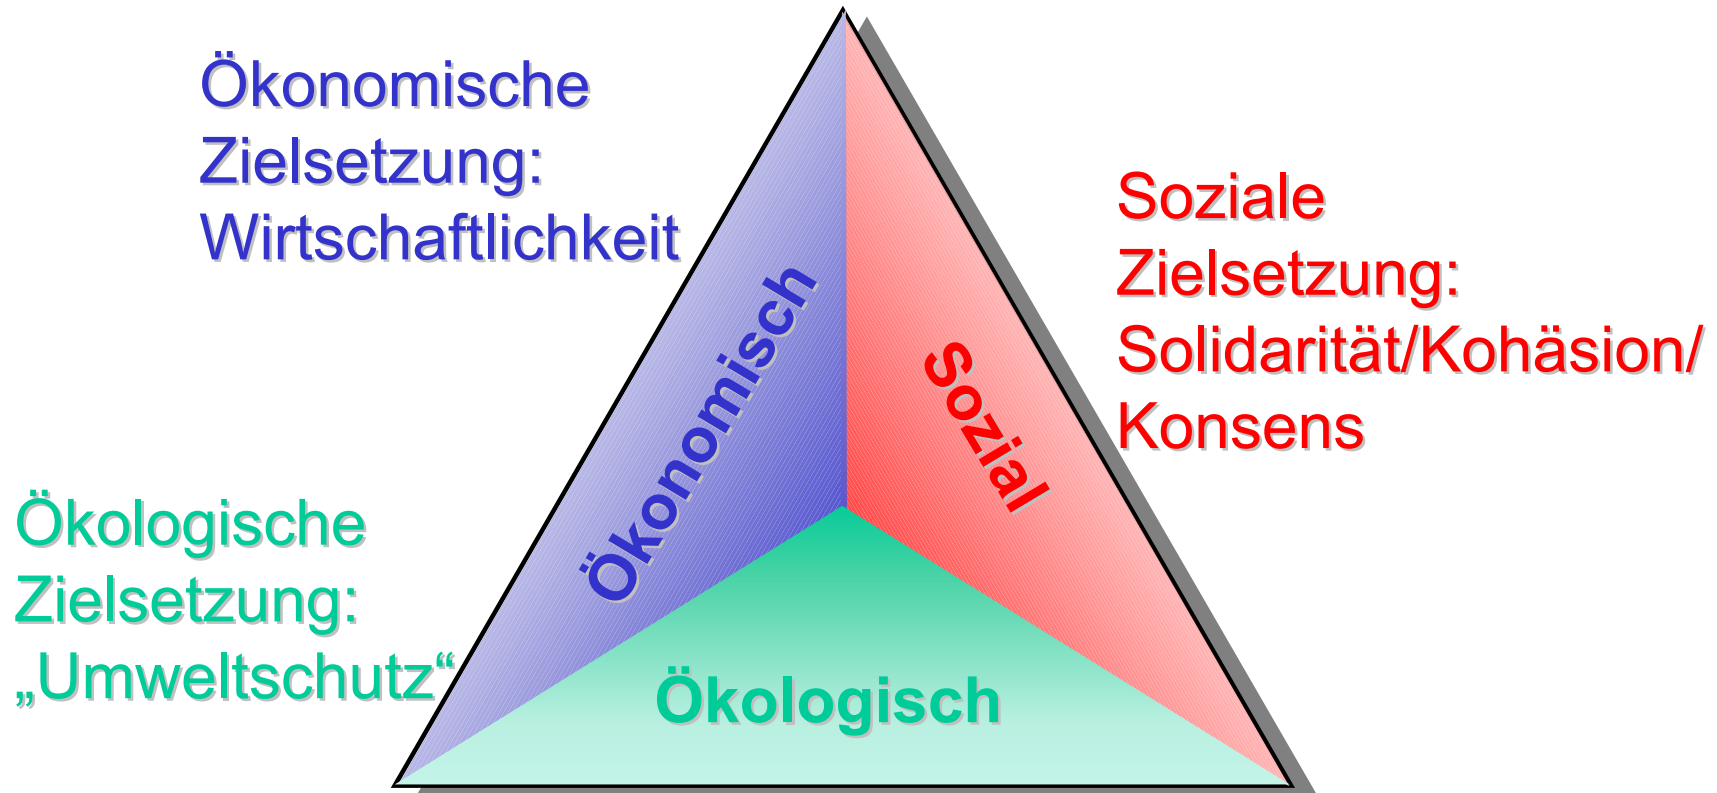 Ökonomische
Zielsetzung:
Wirtschaftlichkeit
Soziale
Zielsetzung:
Solidarität/Kohäsion/
Konsens
Ökologische
Zielsetzung:
„Umweltschutz“
Ökonomisch
Sozial
Ökologisch